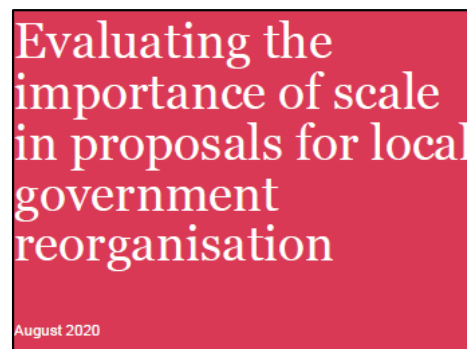 Evaluating the
importance of scale
in proposals for local
government
reorganisation
August 2020